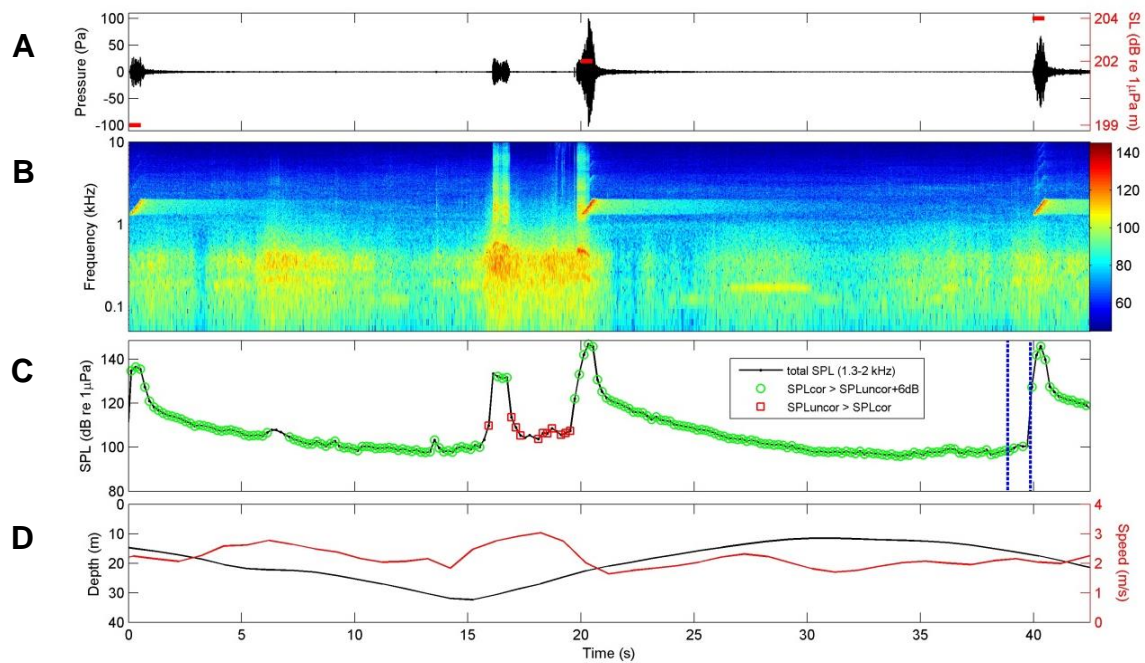 A
Pressure (Pa)
100
50
0
-50
-100
204
202
199
SL (dB re 1µPa m)
B
Frequency (kHz)
10
1
0.1
140
120
100
80
60
C
SPL (dB re 1µPa)
140
120
100
80
total SPL (1.3-2 kHz)
SPLcor > SPLuncor+6dB
SPLuncor > SPLcor
D
Depth (m)
0
10
20
30
40
4
3
2
1
0
Speed (m/s)
0 5 10 15 20 25 30 35 40
Time (s)